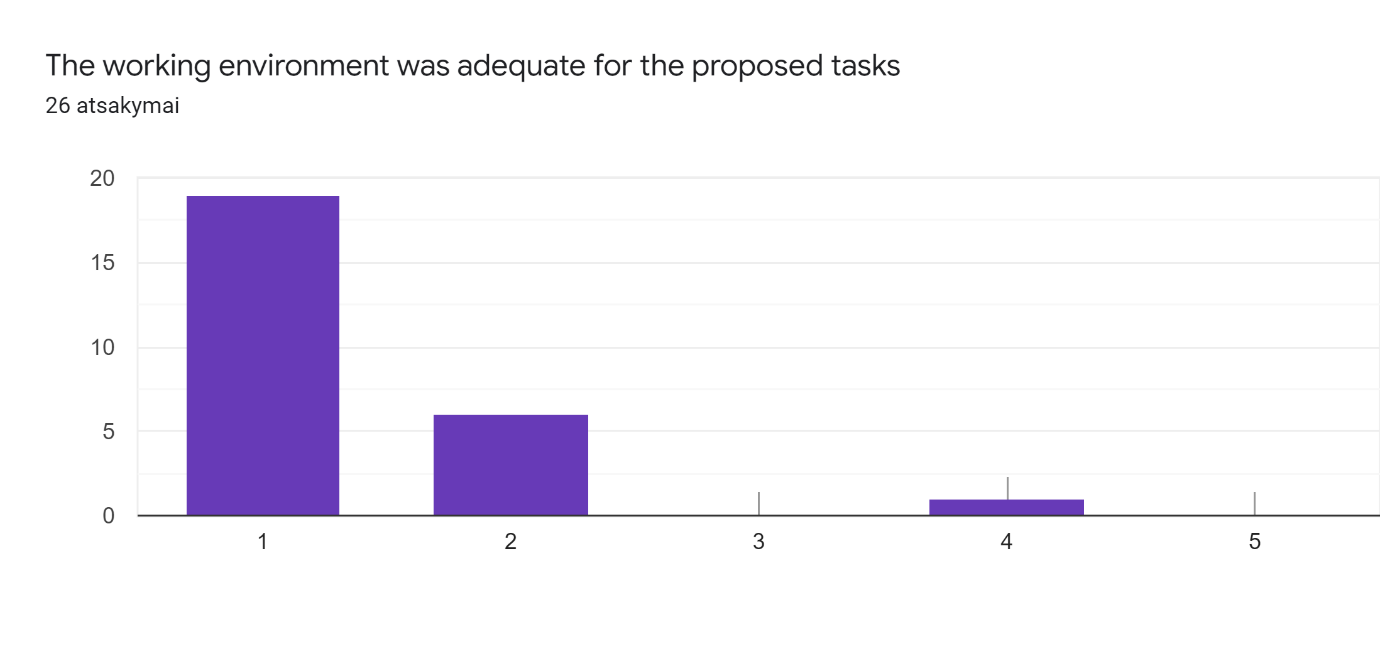 The working environment was adequate for the proposed tasks
26 atsakymai
20
15
10
5
0
1 2 3 4 5